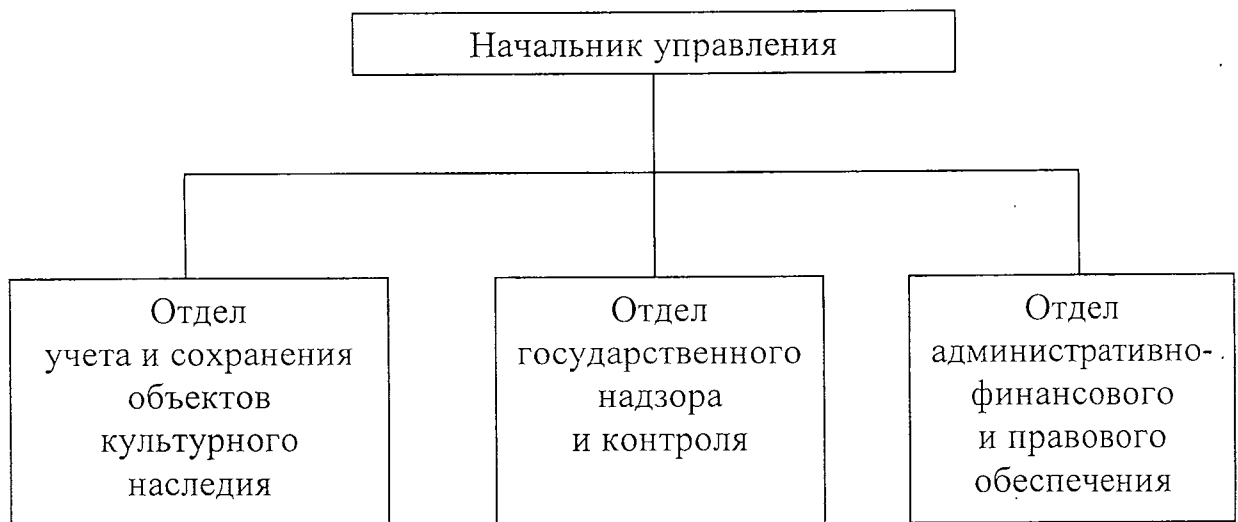 Начальник управления
Отдел
учета и сохранения
объектов
культурного
наследия
Отдел
государственного
надзора
и контроля
Отдел
административно-
финансового
и правового
обеспечения